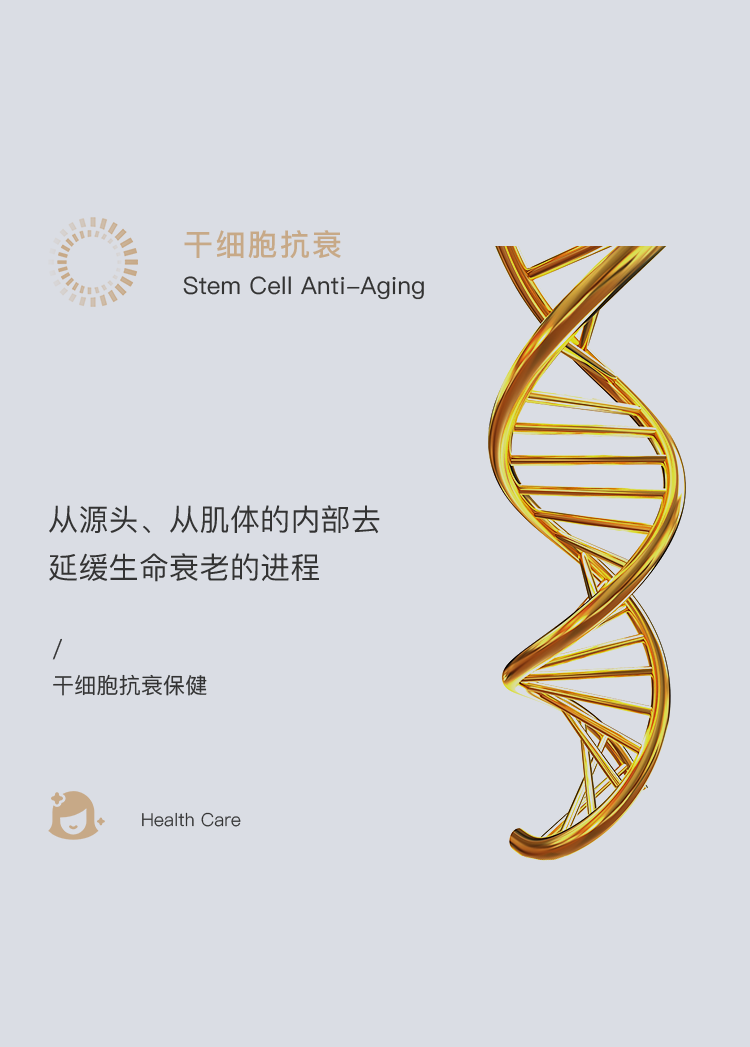 干细胞抗衰
Stem Cell Anti–Aging
从源头、从肌体的内部去
延缓生命衰老的进程
/
干细胞抗衰保健
Health Care